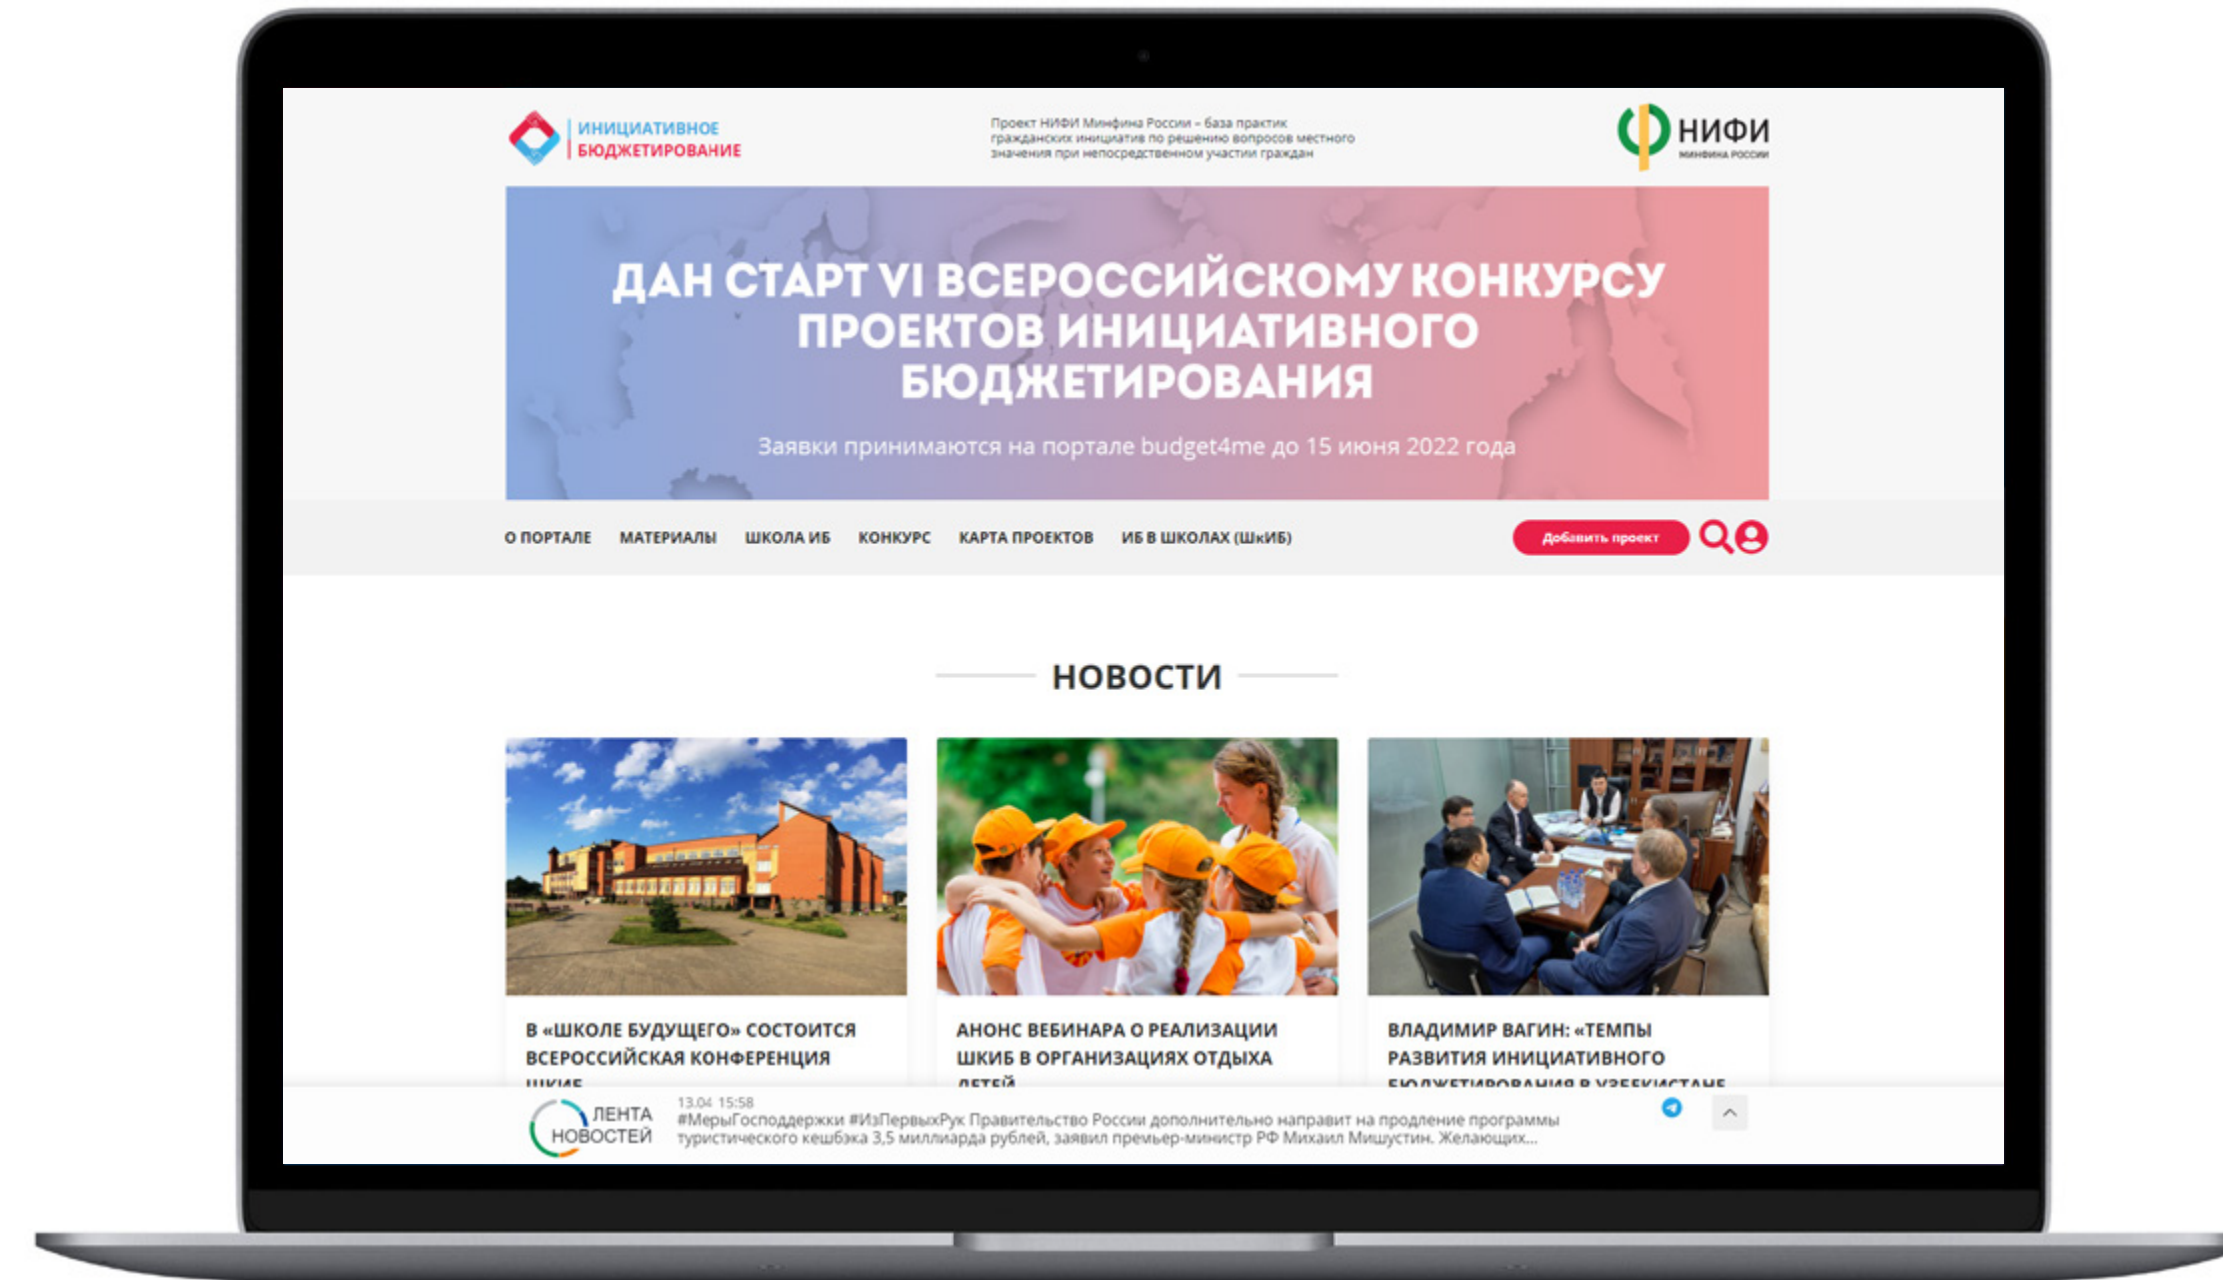 ИНИЦИАТИВНОЕ
БЮДЖЕТИРОВАНИЕ
Проект НИФИ Минфина России – база практик
гражданских инициатив по решению вопросов местного
значения при непосредственном участии граждан
НИФИ
МИНФИНА РОССИИ
ДАН СТАРТ VI ВСЕРОССИЙСКОМУ КОНКУРСУ
ПРОЕКТОВ ИНИЦИАТИВНОГО
БЮДЖЕТИРОВАНИЯ
Заявки принимаются на портале budget4me до 15 июня 2022 года
О ПОРТАЛЕ МАТЕРИАЛЫ ШКОЛА ИБ КОНКУРС КАРТА ПРОЕКТОВ ИБ В ШКОЛАХ (ШкИБ) Добавить проект
НОВОСТИ
В «ШКОЛЕ БУДУЩЕГО» СОСТОИТСЯ
ВСЕРОССИЙСКАЯ КОНФЕРЕНЦИЯ
ШКИБ
АНОНС ВЕБИНАРА О РЕАЛИЗАЦИИ
ШКИБ В ОРГАНИЗАЦИЯХ ОТДЫХА
ДЕТЕЙ
ВЛАДИМИР ВАГИН: «ТЕМПЫ
РАЗВИТИЯ ИНИЦИАТИВНОГО
БЮДЖЕТИРОВАНИЯ В УЗБЕКИСТАНЕ
ЛЕНТА
НОВОСТЕЙ
13.04 15:58
#МерыГосподдержки #ИзПервыхРук Правительство России дополнительно направит на продление программы
туристического кешбэка 3,5 миллиарда рублей, заявил премьер-министр РФ Михаил Мишустин. Желающих...